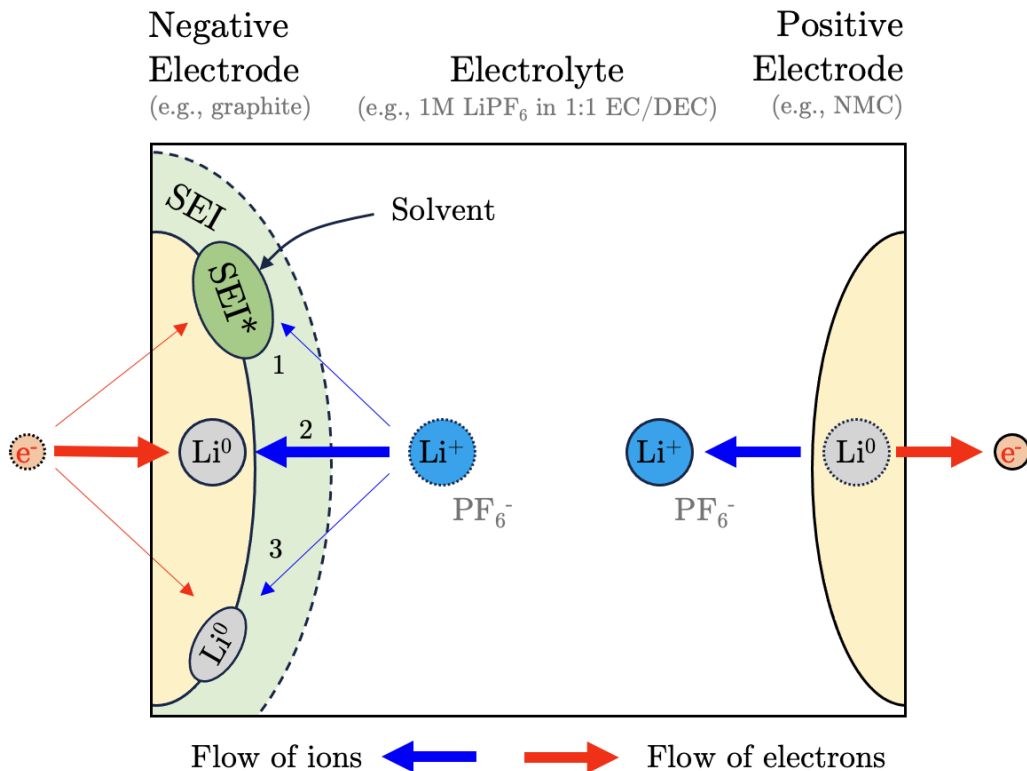 Negative
Electrode
(e.g., graphite)
Electrolyte
(e.g., 1M LiPF₆ in 1:1 EC/DEC)
Positive
Electrode
(e.g., NMC)
SEI
Solvent
SEI*
1
e⁻
Li⁰
2
Li⁺
PF₆⁻
Li⁺
PF₆⁻
Li⁰
e⁻
3
Li⁰
Flow of ions
Flow of electrons